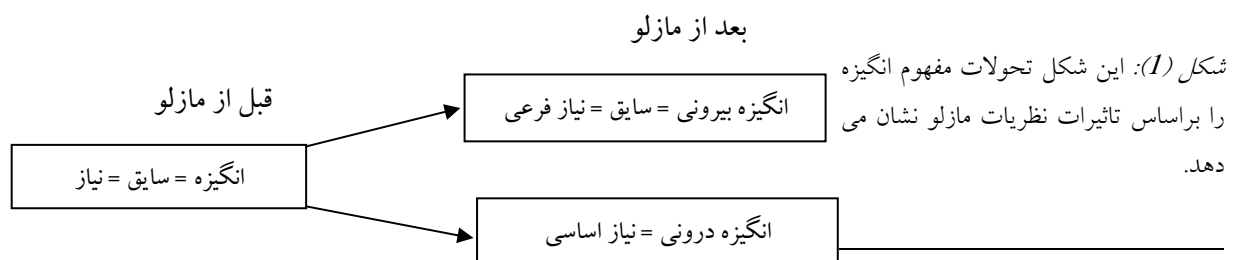 بعد از مازلو
شکل (1): این شکل تحولات مفهوم انگیزه
را براساس تاثیرات نظریات مازلو نشان می
دهد.
قبل از مازلو
انگیزه بیرونی = سایق = نیاز فرعی
انگیزه = سایق = نیاز
انگیزه درونی = نیاز اساسی